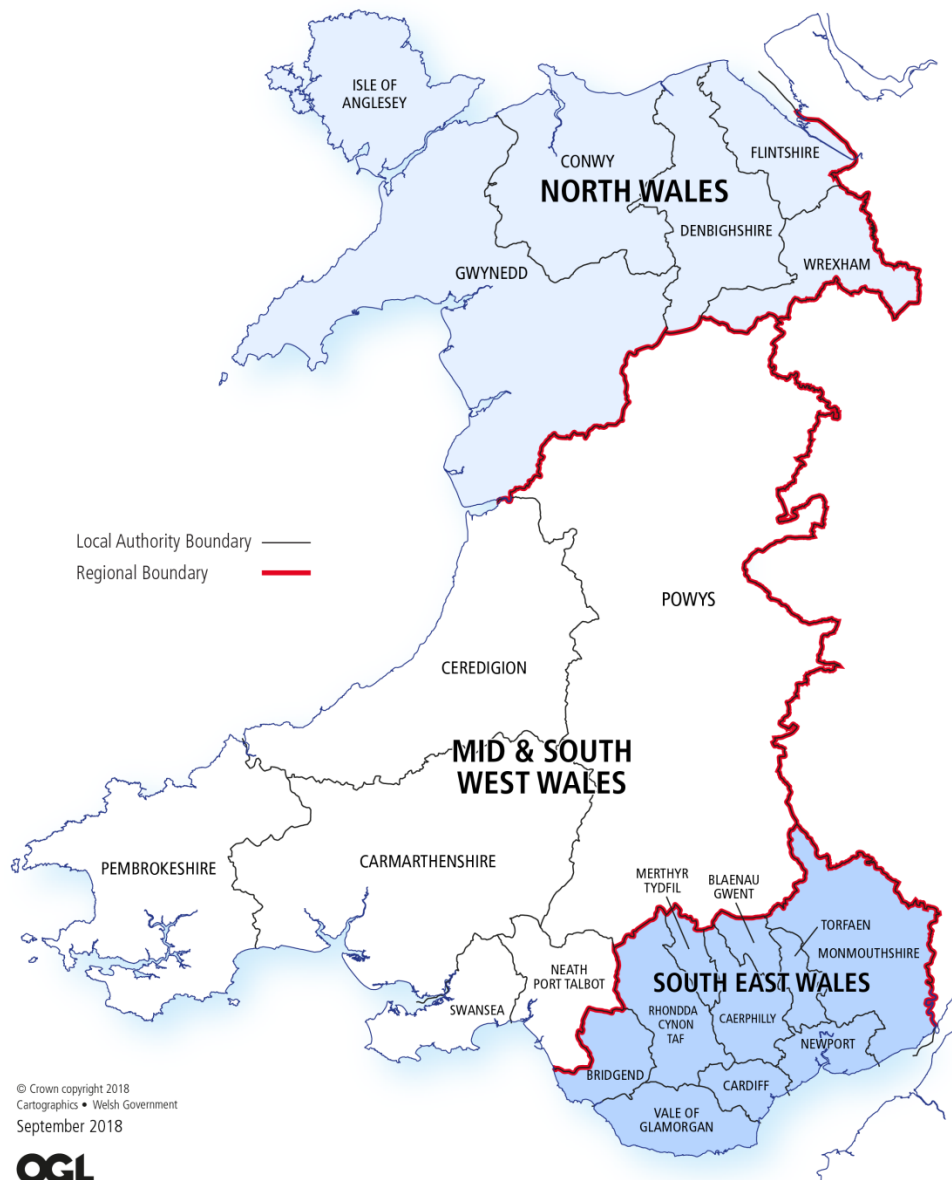 ISLE OF
ANGLESEY
FLINTSHIRE
CONWY
NORTH WALES
DENBIGHSHIRE
WREXHAM
GWYNEDD
Local Authority Boundary
Regional Boundary
POWYS
CEREDIGION
MID & SOUTH
WEST WALES
PEMBROKESHIRE
CARMARTHENSHIRE
MERTHYR
TYDFIL
BLAENAU
GWENT
TORFAEN
MONMOUTHSHIRE
NEATH
PORT TALBOT
SOUTH EAST WALES
SWANSEA
RHONDDA
CYNON
TAF
CAERPHILLY
NEWPORT
BRIDGEND
CARDIFF
VALE OF
GLAMORGAN
© Crown copyright 2018
Cartographics • Welsh Government
September 2018
OGL